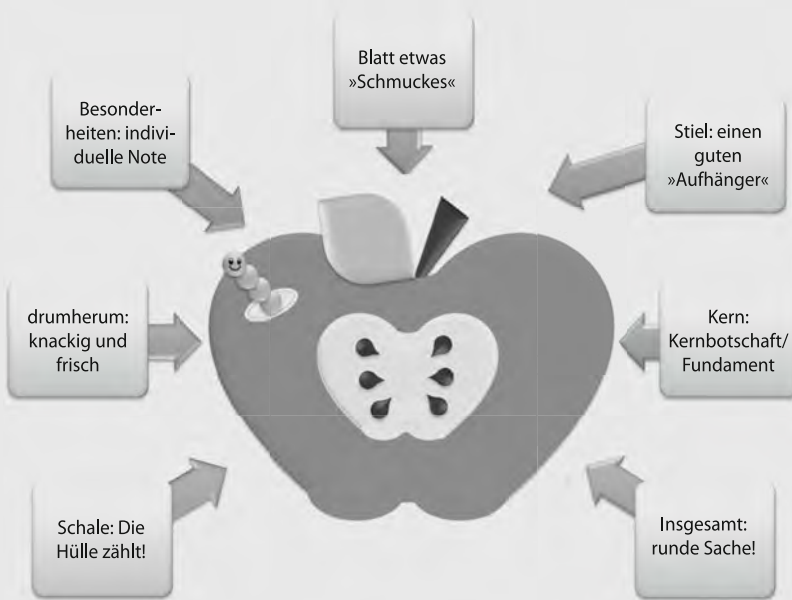 Blatt etwas
»Schmuckes«
Besonder-
heiten: indivi-
duelle Note
Stiel: einen
guten
»Aufhänger«
drumherum:
knackig und
frisch
Kern:
Kernbotschaft/
Fundament
Schale: Die
Hülle zählt!
Insgesamt:
runde Sache!